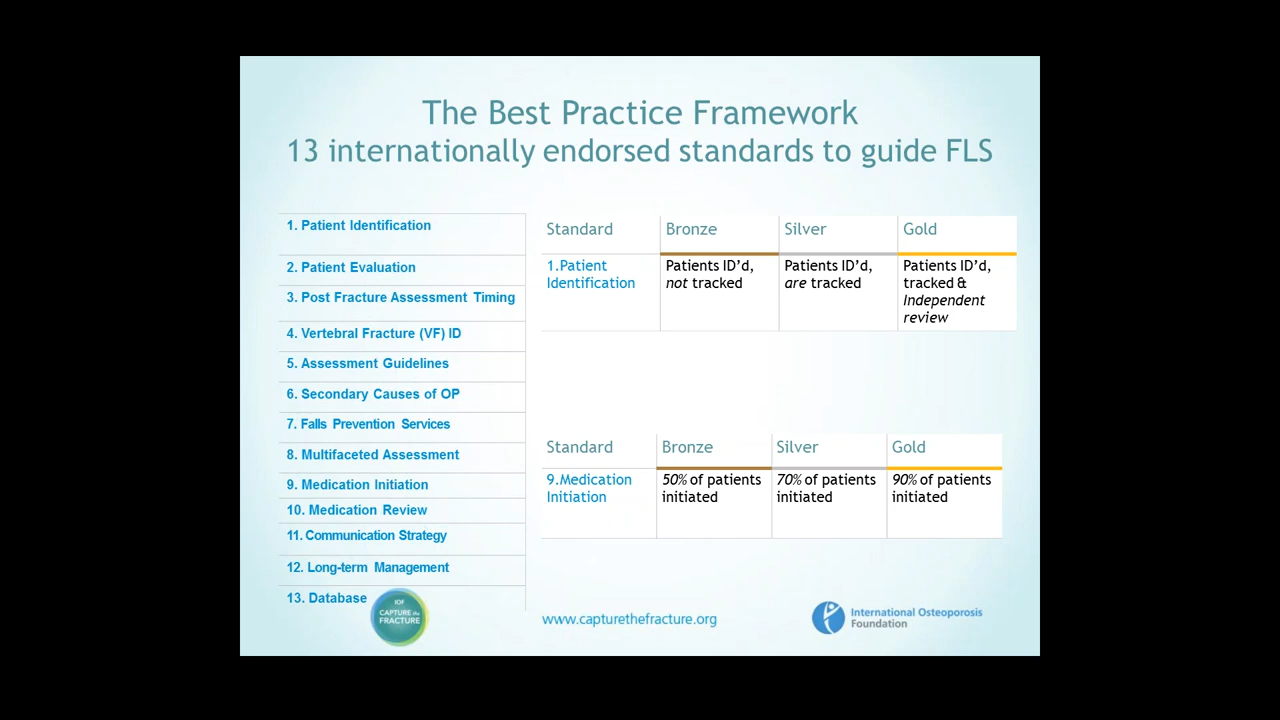 The Best Practice Framework
13 internationally endorsed standards to guide FLS
1. Patient Identification
2. Patient Evaluation
3. Post Fracture Assessment Timing
4. Vertebral Fracture (VF) ID
5. Assessment Guidelines
6. Secondary Causes of OP
7. Falls Prevention Services
8. Multifaceted Assessment
9. Medication Initiation
10. Medication Review
11. Communication Strategy
12. Long-term Management
13. Database
Standard Bronze Silver Gold
1.Patient Patients ID’d, Patients ID’d, Patients ID’d,
Identification not tracked are tracked tracked &
Independent
review
Standard Bronze Silver Gold
9.Medication 50% of patients 70% of patients 90% of patients
Initiation initiated initiated initiated
IOF
CAPTURE the
FRACTURE
www.capturethefracture.org
International Osteoporosis
Foundation